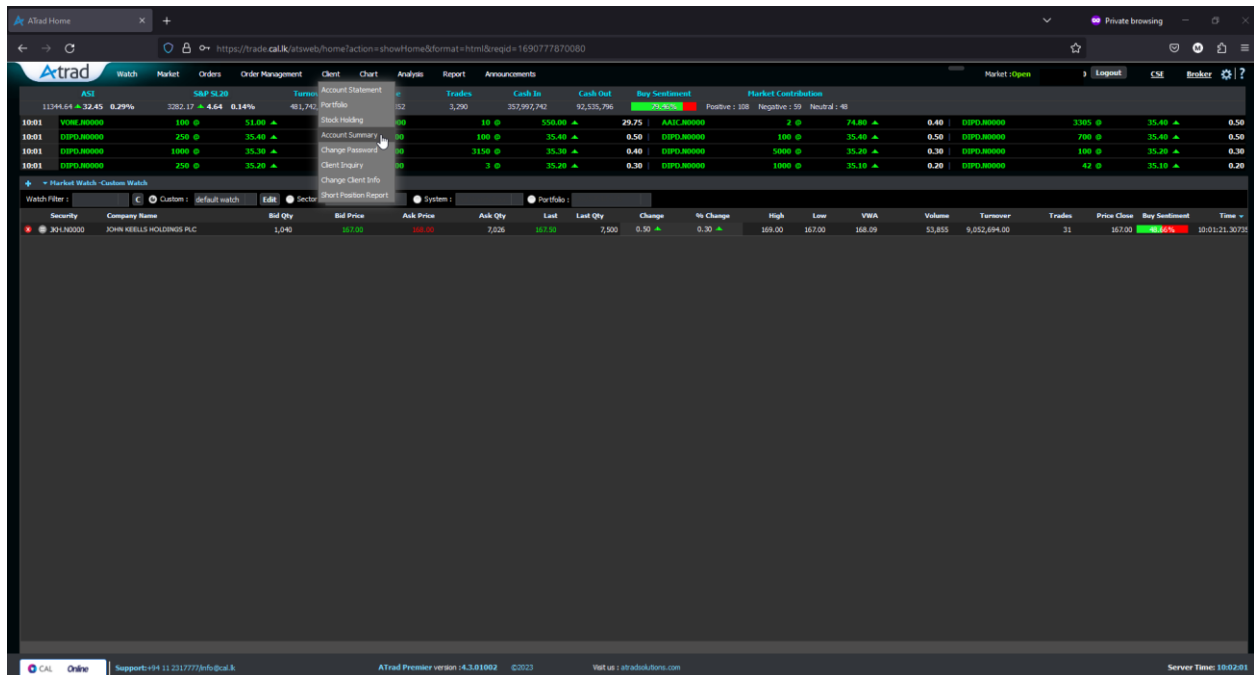 ATrad Home
Private browsing
https://trade.cal.lk/atsweb/home?action=showHome&format=html&reqid=1690777870080
Atrad Watch Market Orders Order Management Client Chart Analysis Report Announcements Market :Open Logout CSE Broker ?
ASI S&P SL20 Trades Cash In Cash Out Buy Sentiment Market Contribution
11344.64 32.45 0.29% 3282.17 4.64 0.14% 3,290 357,997,742 92,535,796 Positive : 108 Negative : 59 Neutral : 48
Account Statement
Portfolio
Stock Holding
Account Summary
Change Password
Client Inquiry
Change Client Info
Short Position Report
10:01 VONE.N0000 100 @ 51.00 10 @ 550.00 29.75 AAIC.N0000 2 @ 74.80 0.40 DIPD.N0000 3305 @ 35.40 0.50
10:01 DIPD.N0000 250 @ 35.40 100 @ 35.40 0.50 DIPD.N0000 100 @ 35.40 0.50 DIPD.N0000 700 @ 35.40 0.50
10:01 DIPD.N0000 1000 @ 35.30 3150 @ 35.30 0.40 DIPD.N0000 5000 @ 35.20 0.30 DIPD.N0000 100 @ 35.20 0.30
10:01 DIPD.N0000 250 @ 35.20 3 @ 35.20 0.30 DIPD.N0000 1000 @ 35.10 0.20 DIPD.N0000 42 @ 35.10 0.20
Market Watch -Custom Watch
Watch Filter : C Custom : default watch Edit Sector System : Portfolio :
Security Company Name Bid Qty Bid Price Ask Price Ask Qty Last Last Qty Change % Change High Low VWA Volume Turnover Trades Price Close Buy Sentiment Time
JKH.N0000 JOHN KEELLS HOLDINGS PLC 1,040 167.00 168.00 7,026 167.50 7,500 0.50 0.30 169.00 167.00 168.09 53,855 9,052,694.00 31 167.00 10:01:21.30735
CAL Online Support:+94 11 2317777/info@cal.lk ATrad Premier version :4.3.01002 ©2023 Visit us : atradsolutions.com Server Time: 10:02:01